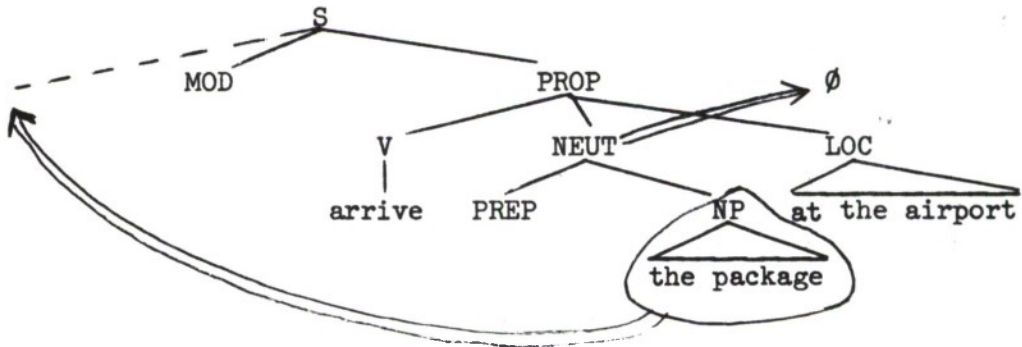 S
MOD PROP Ø
V NEUT LOC
arrive PREP NP at the airport
the package